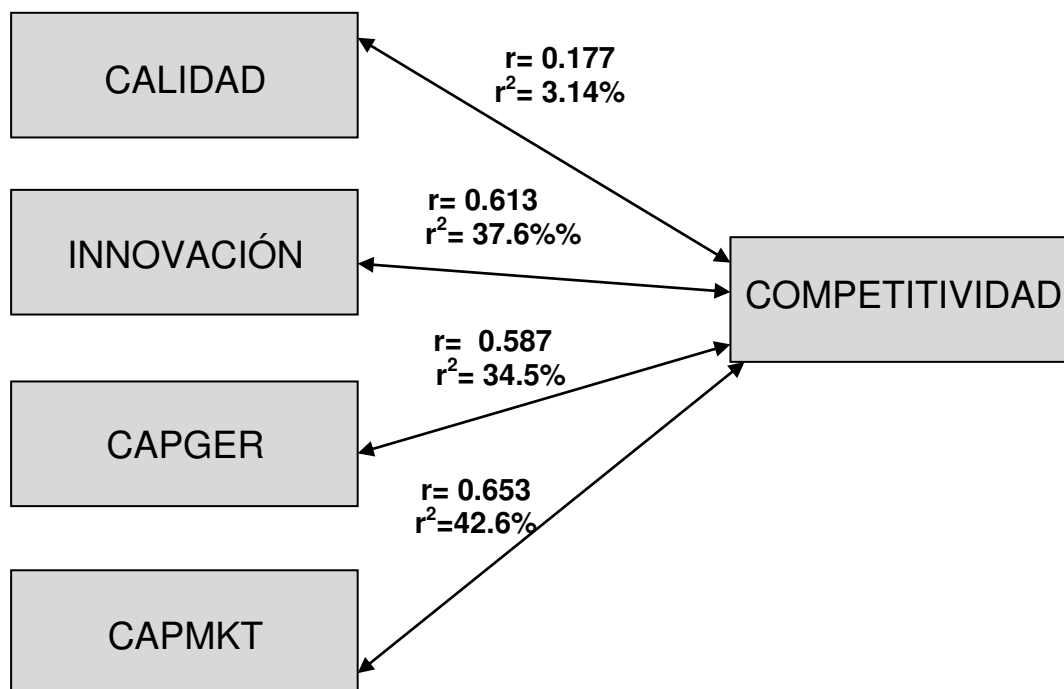 CALIDAD
r= 0.177
r²= 3.14%
INNOVACIÓN
r= 0.613
r²= 37.6%%
COMPETITIVIDAD
CAPGER
r=  0.587
r²= 34.5%
CAPMKT
r= 0.653
r²=42.6%